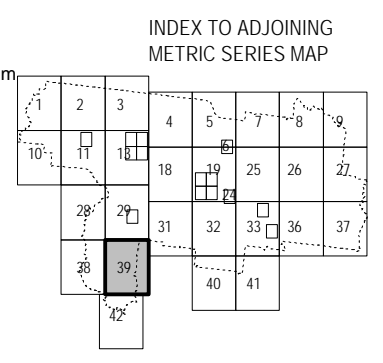 INDEX TO ADJOINING
METRIC SERIES MAP
m
1 2 3 4 5 7 8 9
6
10 11 13 18 19 25 26 27
24
28 29 31 32 33 36 37
38 39 40 41
42